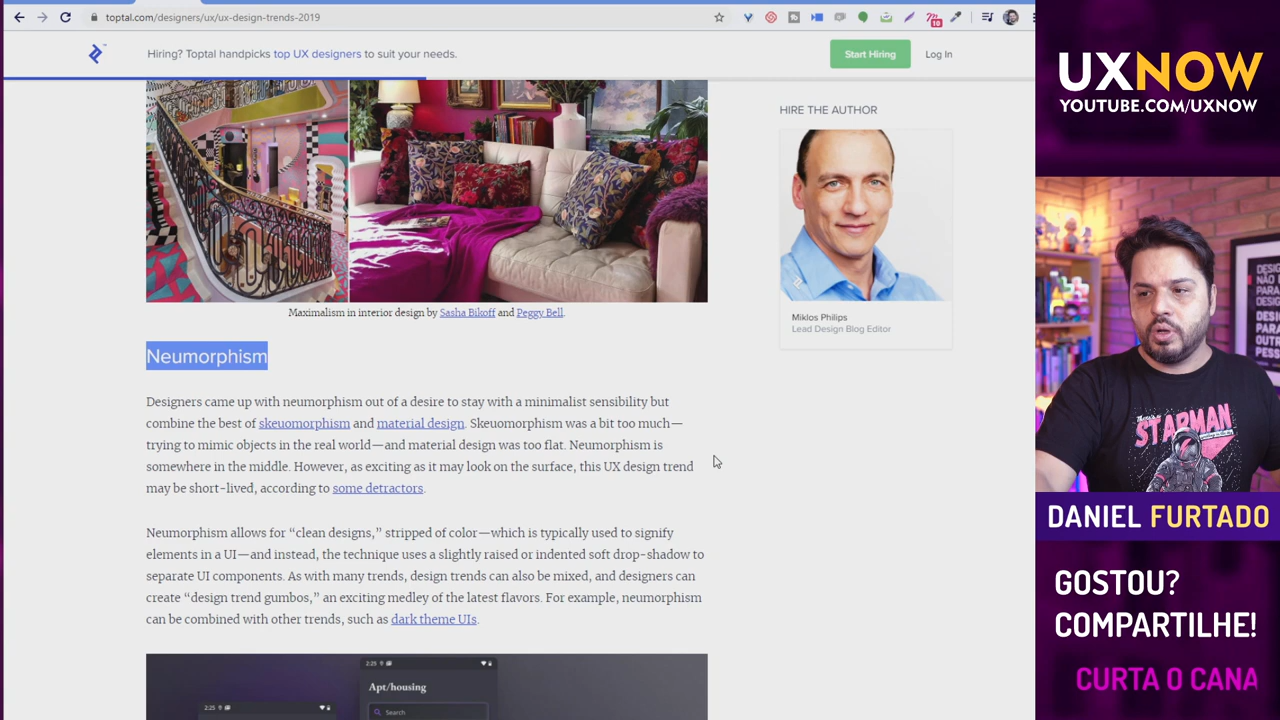 toptal.com/designers/ux/ux-design-trends-2019
10
Hiring? Toptal handpicks top UX designers to suit your needs.
Start Hiring
Log In
HIRE THE AUTHOR
Miklos Philips
Lead Design Blog Editor
Maximalism in interior design by Sasha Bikoff and Peggy Bell.
Neumorphism
Designers came up with neumorphism out of a desire to stay with a minimalist sensibility but
combine the best of skeuomorphism and material design. Skeuomorphism was a bit too much—
trying to mimic objects in the real world—and material design was too flat. Neumorphism is
somewhere in the middle. However, as exciting as it may look on the surface, this UX design trend
may be short-lived, according to some detractors.
Neumorphism allows for “clean designs,” stripped of color—which is typically used to signify
elements in a UI—and instead, the technique uses a slightly raised or indented soft drop-shadow to
separate UI components. As with many trends, design trends can also be mixed, and designers can
create “design trend gumbos,” an exciting medley of the latest flavors. For example, neumorphism
can be combined with other trends, such as dark theme UIs.
2:25
Apt/housing
Search
2:25
UXNOW
YOUTUBE.COM/UXNOW
STARMAN
DANIEL FURTADO
GOSTOU?
COMPARTILHE!
CURTA O CANA